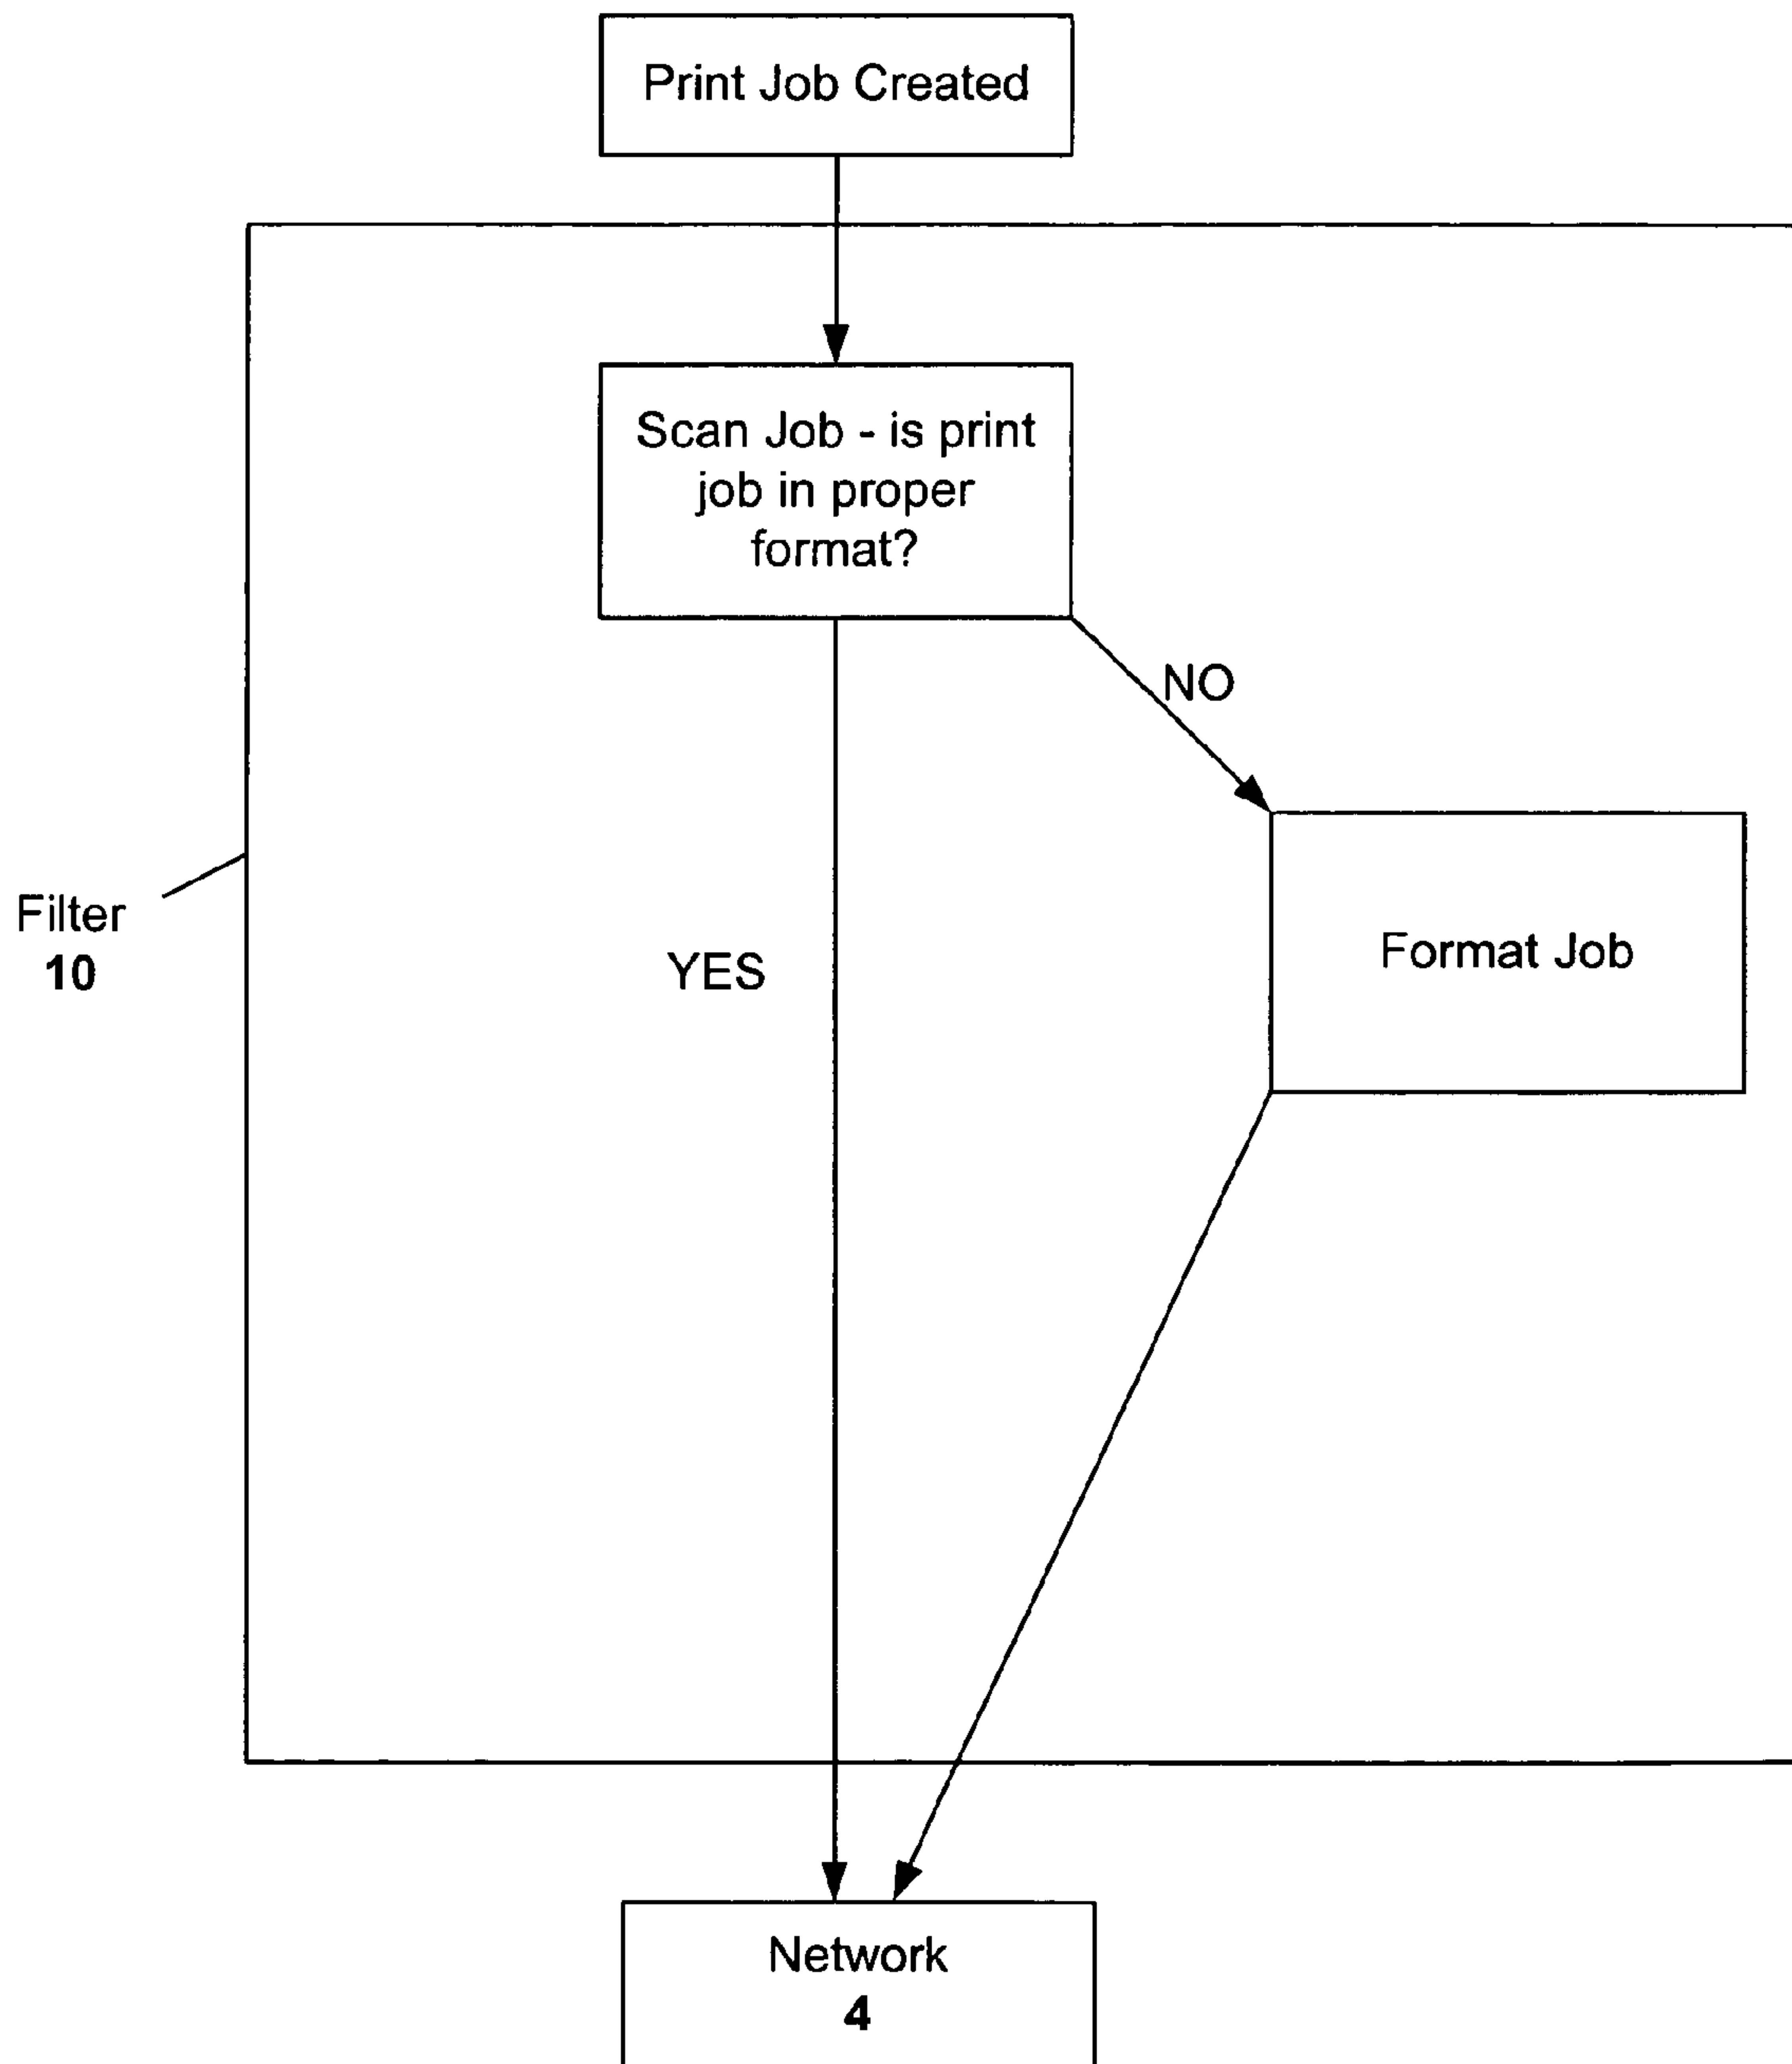 Print Job Created
Scan Job - is print
job in proper
format?
NO
Filter
10
YES
Format Job
Network
4